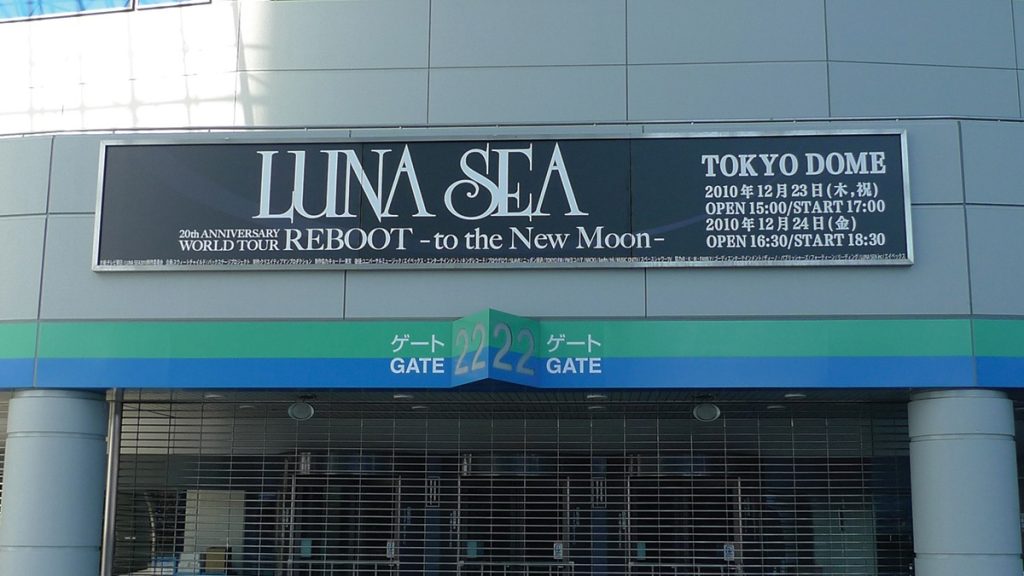 LUNA SEA
20th ANNIVERSARY
WORLD TOUR REBOOT -to the New Moon-
TOKYO DOME
2010年12月23日(木,祝)
OPEN 15:00/START 17:00
2010年12月24日(金)
OPEN 16:30/START 18:30
ゲート 22 22 ゲート
GATE GATE